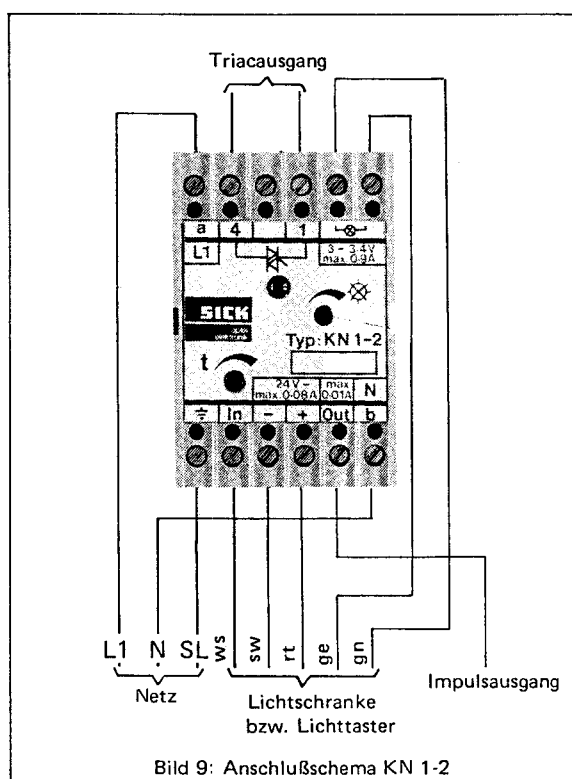 Triacausgang
a 4 1
L1 3 – 3.4V
max. 0·9A
SICK
Typ: KN 1-2
t
24V –
max. 0·08A max
0·01A N
⏚ In – + Out b
L1 N SL ws sw rt ge gn
Netz
Lichtschranke
bzw. Lichttaster
Impulsausgang
Bild 9: Anschlußschema KN 1-2